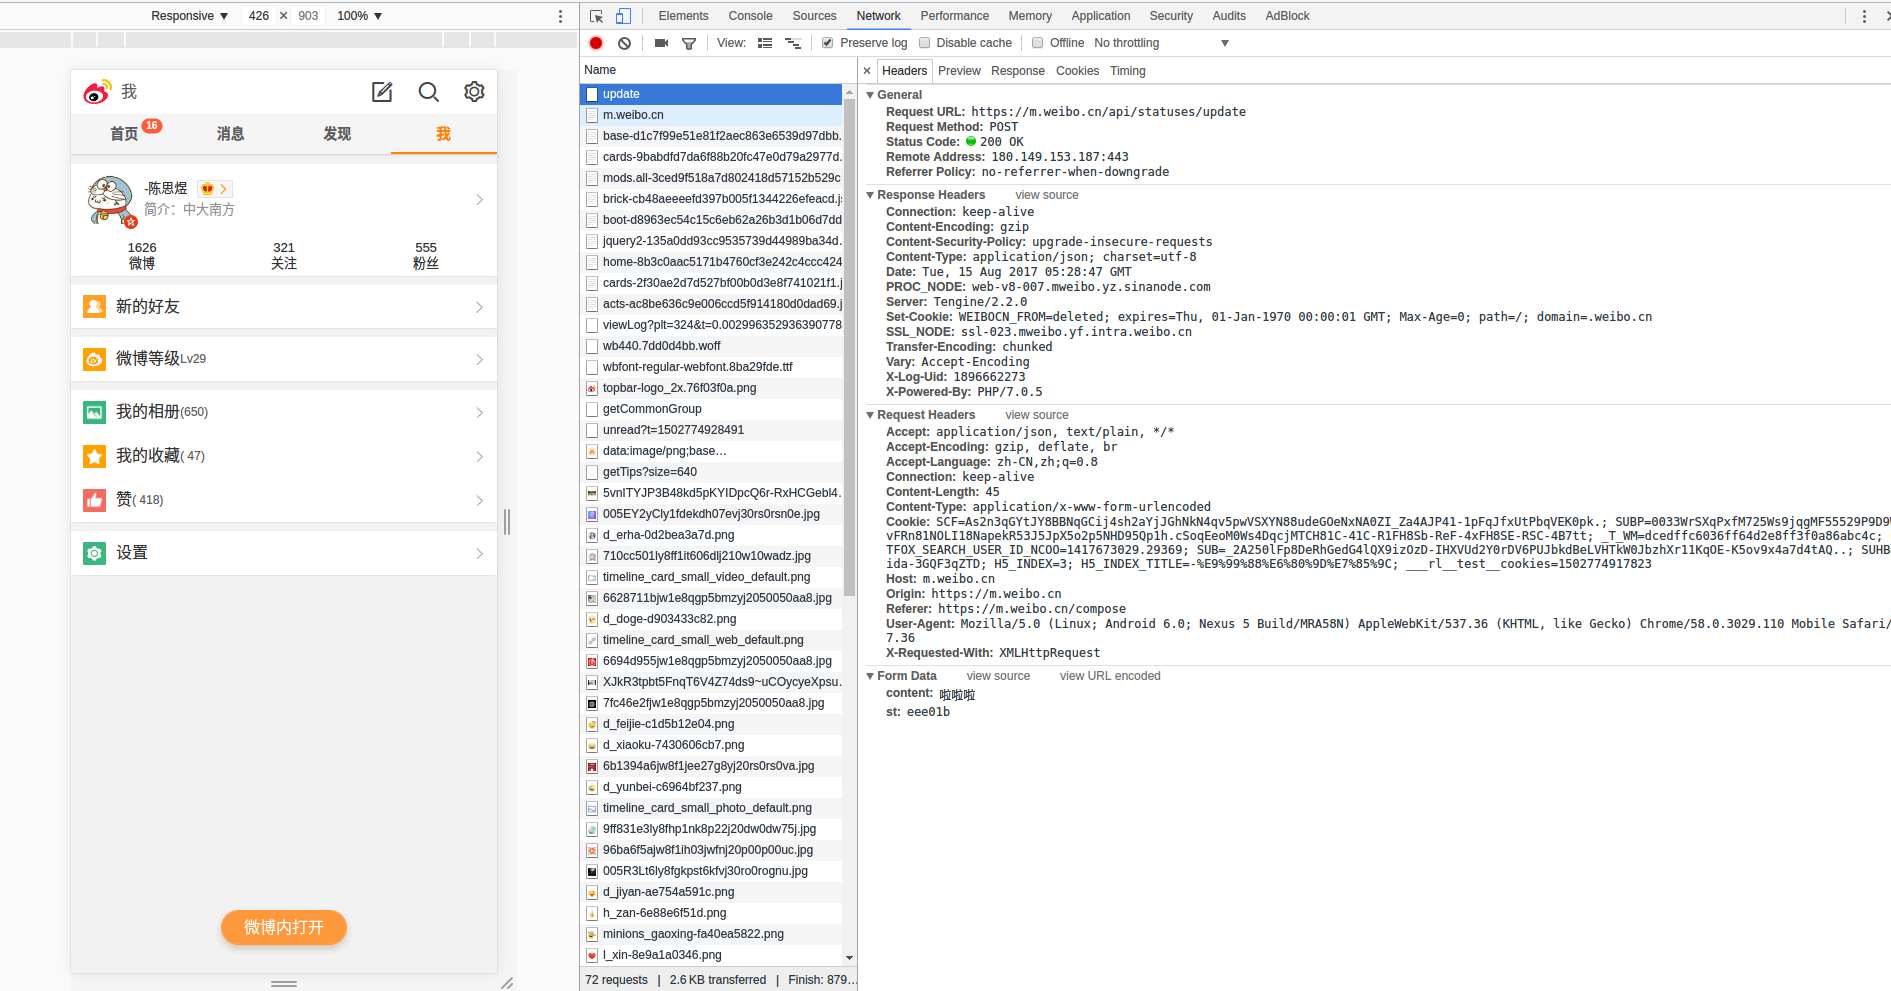 Responsive ▼ 426 × 903 100% ▼
Elements Console Sources Network Performance Memory Application Security Audits AdBlock
View: Preserve log Disable cache Offline No throttling ▼
我
首页 16 消息 发现 我
-陈思煜
简介：中大南方
1626 321 555
微博 关注 粉丝
新的好友
微博等级Lv29
我的相册(650)
我的收藏( 47)
赞( 418)
设置
微博内打开
Name
update
m.weibo.cn
base-d1c7f99e51e81f2aec863e6539d97dbb.
cards-9babdfd7da6f88b20fc47e0d79a2977d.
mods.all-3ced9f518a7d802418d57152b529c
brick-cb48aeeeefd397b005f1344226efeacd.j
boot-d8963ec54c15c6eb62a26b3d1b06d7dd
jquery2-135a0dd93cc9535739d44989ba34d.
home-8b3c0aac5171b4760cf3e242c4ccc424
cards-2f30ae2d7d527bf00b0d3e8f741021f1.j
acts-ac8be636c9e006ccd5f914180d0dad69.j
viewLog?plt=324&t=0.002996352936390778
wb440.7dd0d4bb.woff
wbfont-regular-webfont.8ba29fde.ttf
topbar-logo_2x.76f03f0a.png
getCommonGroup
unread?t=1502774928491
data:image/png;base…
getTips?size=640
5vnITYJP3B48kd5pKYIDpcQ6r-RxHCGebl4.
005EY2yCly1fdekdh07evj30rs0rsn0e.jpg
d_erha-0d2bea3a7d.png
710cc501ly8ff1it606dlj210w10wadz.jpg
timeline_card_small_video_default.png
6628711bjw1e8qgp5bmzyj2050050aa8.jpg
d_doge-d903433c82.png
timeline_card_small_web_default.png
6694d955jw1e8qgp5bmzyj2050050aa8.jpg
XJkR3tpbt5FnqT6V4Z74ds9~uCOycyeXpsu.
7fc46e2fjw1e8qgp5bmzyj2050050aa8.jpg
d_feijie-c1d5b12e04.png
d_xiaoku-7430606cb7.png
6b1394a6jw8f1jee27g8yj20rs0rs0va.jpg
d_yunbei-c6964bf237.png
timeline_card_small_photo_default.png
9ff831e3ly8fhp1nk8p22j20dw0dw75j.jpg
96ba6f5ajw8f1ih03jwfnj20p00p00uc.jpg
005R3Lt6ly8fgkpst6kfvj30ro0rognu.jpg
d_jiyan-ae754a591c.png
h_zan-6e88e6f51d.png
minions_gaoxing-fa40ea5822.png
l_xin-8e9a1a0346.png
72 requests | 2.6 KB transferred | Finish: 879…
× Headers Preview Response Cookies Timing
▼ General
Request URL: https://m.weibo.cn/api/statuses/update
Request Method: POST
Status Code: 200 OK
Remote Address: 180.149.153.187:443
Referrer Policy: no-referrer-when-downgrade
▼ Response Headers view source
Connection: keep-alive
Content-Encoding: gzip
Content-Security-Policy: upgrade-insecure-requests
Content-Type: application/json; charset=utf-8
Date: Tue, 15 Aug 2017 05:28:47 GMT
PROC_NODE: web-v8-007.mweibo.yz.sinanode.com
Server: Tengine/2.2.0
Set-Cookie: WEIBOCN_FROM=deleted; expires=Thu, 01-Jan-1970 00:00:01 GMT; Max-Age=0; path=/; domain=.weibo.cn
SSL_NODE: ssl-023.mweibo.yf.intra.weibo.cn
Transfer-Encoding: chunked
Vary: Accept-Encoding
X-Log-Uid: 1896662273
X-Powered-By: PHP/7.0.5
▼ Request Headers view source
Accept: application/json, text/plain, */*
Accept-Encoding: gzip, deflate, br
Accept-Language: zh-CN,zh;q=0.8
Connection: keep-alive
Content-Length: 45
Content-Type: application/x-www-form-urlencoded
Cookie: SCF=As2n3qGYtJY8BBNqGCij4sh2aYjJGhNkN4qv5pwVSXYN88udeGOeNxNA0ZI_Za4AJP41-1pFqJfxUtPbqVEK0pk.; SUBP=0033WrSXqPxfM725Ws9jqgMF55529P9D9W
vFRn81NOLI18NapekR53J5JpX5o2p5NHD95Qp1h.cSoqEeoM0Ws4DqcjMTCH81C-41C-R1FH8Sb-ReF-4xFH8SE-RSC-4B7tt; _T_WM=dcedffc6036ff64d2e8ff3f0a86abc4c;
TFOX_SEARCH_USER_ID_NCOO=1417673029.29369; SUB=_2A250lFp8DeRhGedG4lQX9izOzD-IHXVUd2Y0rDV6PUJbkdBeLVHTkW0JbzhXr11KqOE-K5ov9x4a7d4tAQ..; SUHB
ida-3GQF3qZTD; H5_INDEX=3; H5_INDEX_TITLE=-%E9%99%88%E6%80%9D%E7%85%9C; ___rl__test__cookies=1502774917823
Host: m.weibo.cn
Origin: https://m.weibo.cn
Referer: https://m.weibo.cn/compose
User-Agent: Mozilla/5.0 (Linux; Android 6.0; Nexus 5 Build/MRA58N) AppleWebKit/537.36 (KHTML, like Gecko) Chrome/58.0.3029.110 Mobile Safari/
7.36
X-Requested-With: XMLHttpRequest
▼ Form Data view source view URL encoded
content: 啦啦啦
st: eee01b